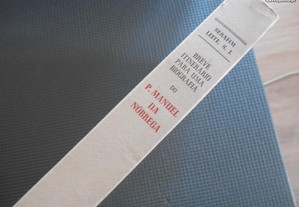 SERAFIM
LEITE, S. I.
BREVE
ITINERÁRIO
PARA UMA
BIOGRAFIA
DO
P. MANUEL
DA
NÓBREGA